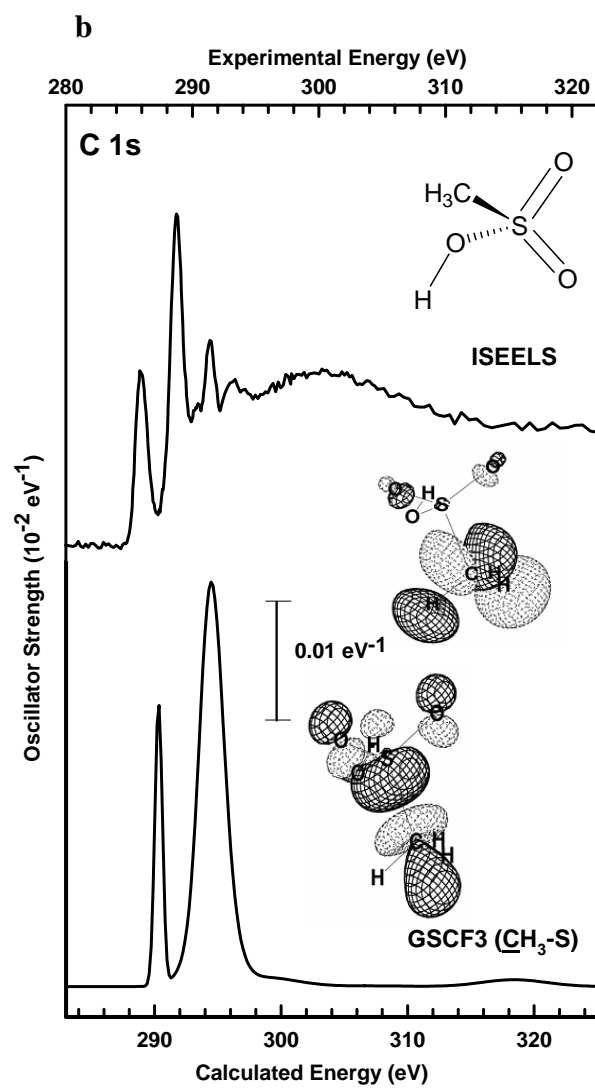 b
Experimental Energy (eV)
280 290 300 310 320
C 1s
O
H₃C
S
O
O
H
ISEELS
Oscillator Strength (10⁻² eV⁻¹)
O
O H
S
O
C H
H
H
0.01 eV⁻¹
O
O
H
O S
C H
H
H
GSCF3 (CH₃-S)
290 300 310 320
Calculated Energy (eV)